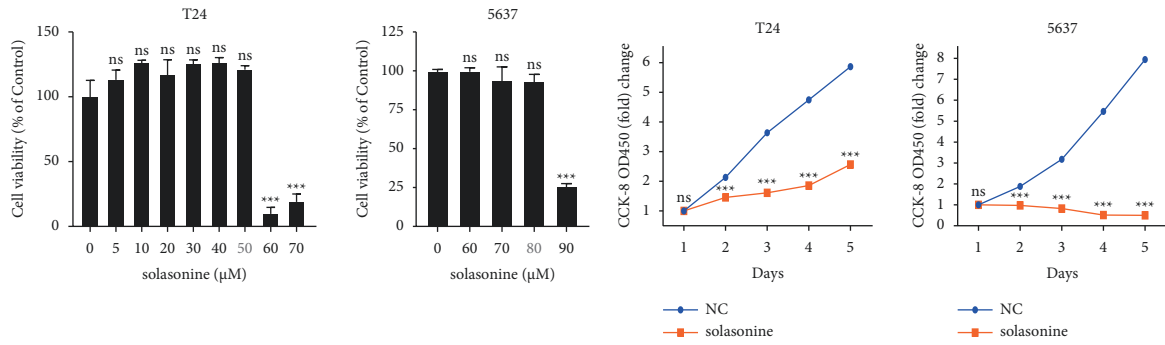 T24
Cell viability (% of Control)
150
100
50
0
ns
ns
ns
ns
ns
ns
***
***
0 5 10 20 30 40 50 60 70
solasonine (µM)
5637
Cell viability (% of Control)
125
100
75
50
25
0
ns
ns
ns
***
0 60 70 80 90
solasonine (µM)
T24
CCK-8 OD450 (fold) change
6
5
4
3
2
1
ns
***
***
***
***
1 2 3 4 5
Days
NC
solasonine
5637
CCK-8 OD450 (fold) change
8
7
6
5
4
3
2
1
0
ns
***
***
***
***
1 2 3 4 5
Days
NC
solasonine